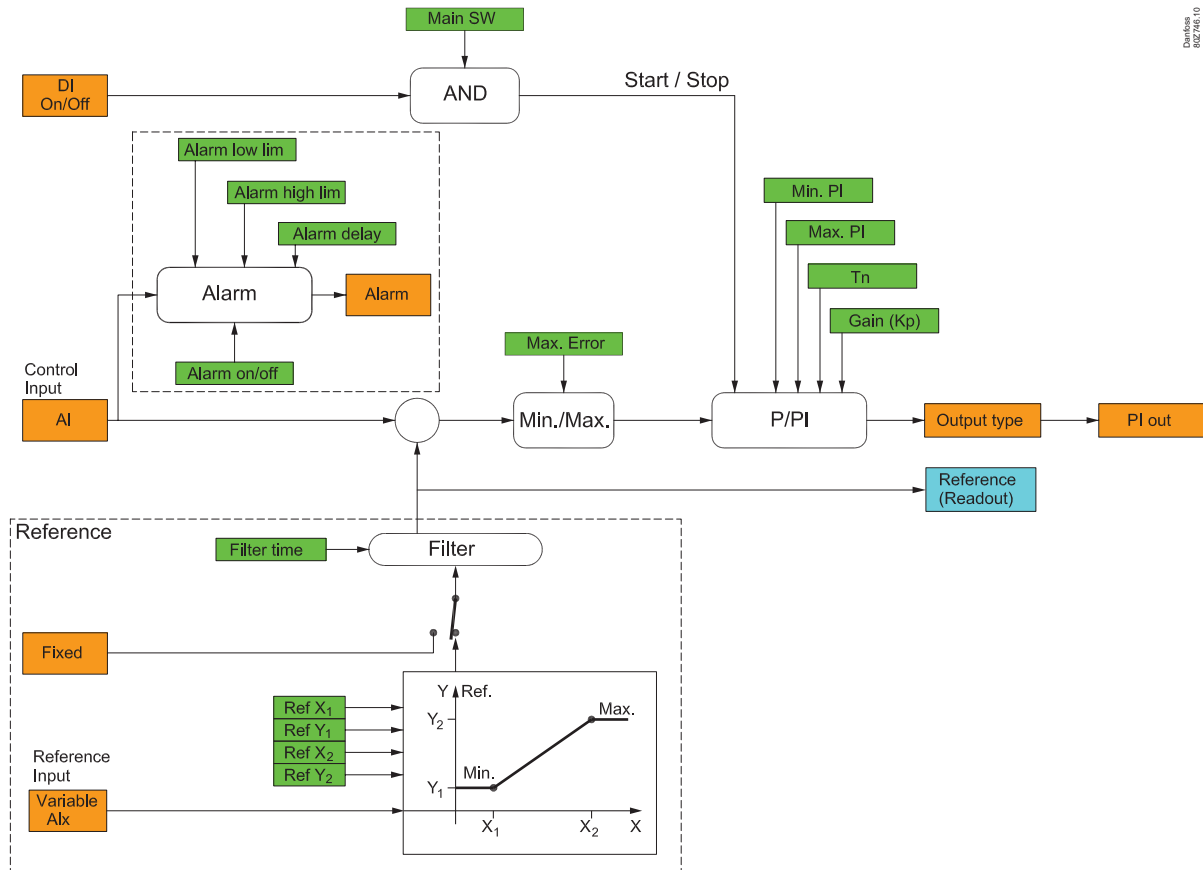 Danfoss
80Z746.10
Main SW
DI
On/Off
AND
Start / Stop
Alarm low lim
Alarm high lim
Alarm delay
Alarm
Alarm
Alarm on/off
Min. PI
Max. PI
Tn
Gain (Kp)
Max. Error
Control
Input
AI
Min./Max.
P/PI
Output type
PI out
Reference
(Readout)
Reference
Filter time
Filter
Fixed
Ref X₁
Ref Y₁
Ref X₂
Ref Y₂
Y Ref.
Y₂
Max.
Min.
Y₁
X₁ X₂ X
Reference
Input
Variable
AIx